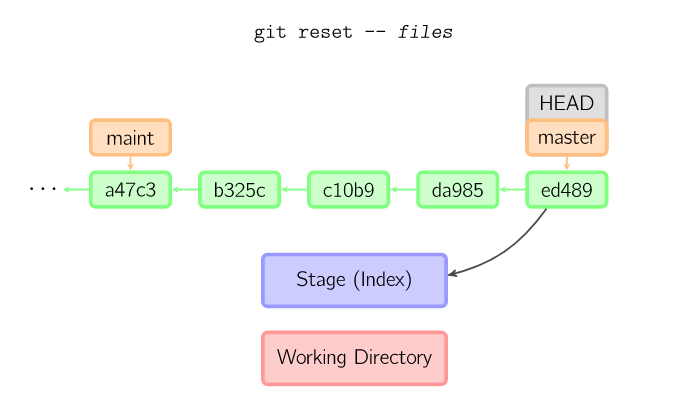 git reset -- files
HEAD
maint
master
... a47c3 b325c c10b9 da985 ed489
Stage (Index)
Working Directory